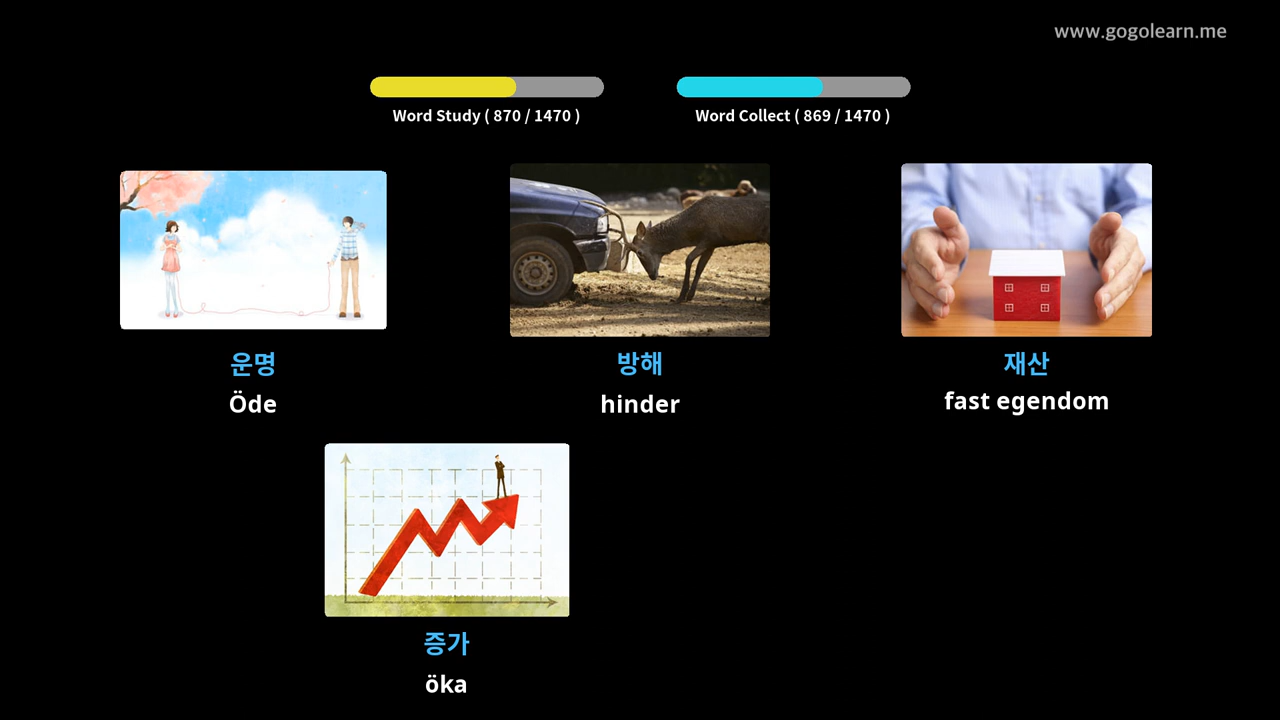 www.gogolearn.me
Word Study ( 870 / 1470 )
Word Collect ( 869 / 1470 )
운명
Öde
방해
hinder
재산
fast egendom
증가
öka